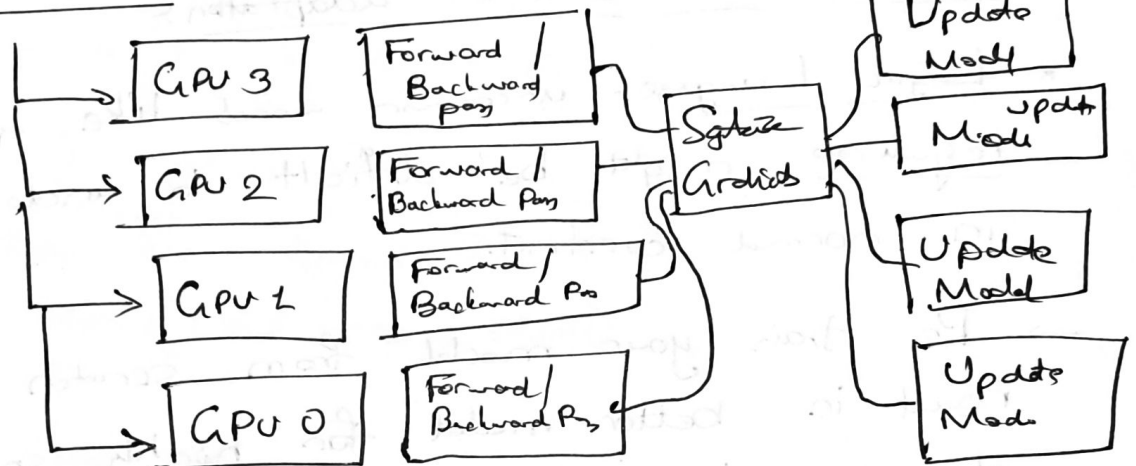 GPU 3
Forward /
Backward
pass
Update
Model
GPU 2
Forward /
Backward Pass
Gradients
Update
Model
GPU 1
Forward /
Backward Pass
Update
Model
GPU 0
Forward /
Backward Pass
Update
Model